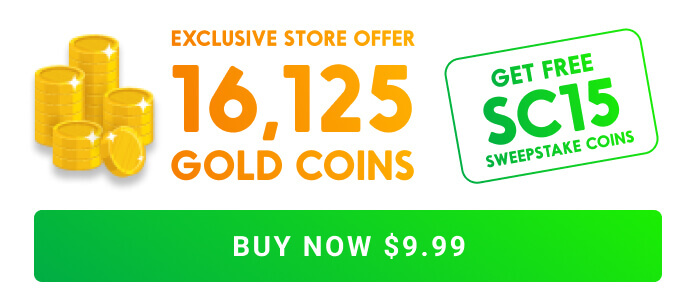 EXCLUSIVE STORE OFFER
16,125
GOLD COINS
GET FREE
SC15
SWEEPSTAKE COINS
BUY NOW $9.99